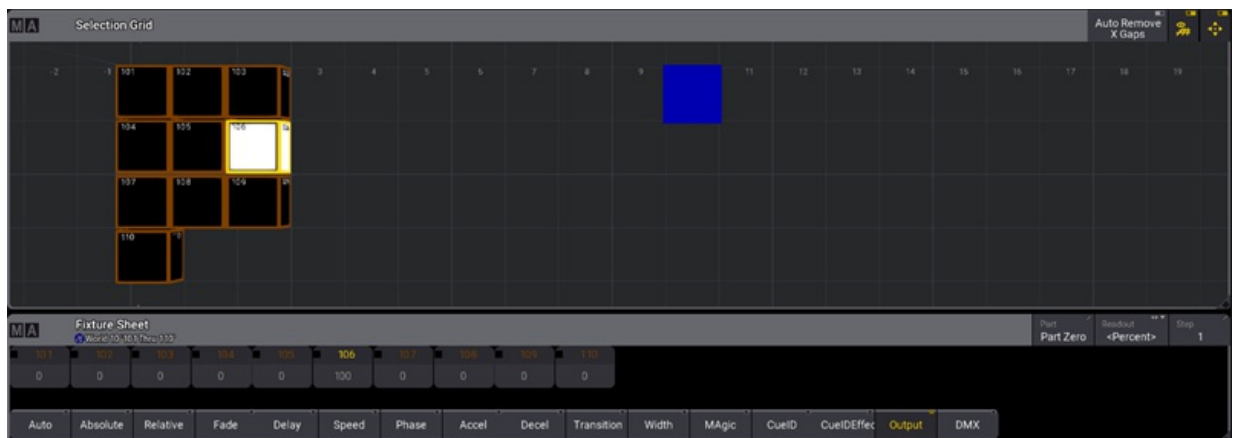 MA Selection Grid Auto Remove X Gaps
-2 -1 3 4 5 6 7 8 9 11 12 13 14 15 16 17 18 19
101 102 103
104 105 106
107 108 109
110
MA Fixture Sheet Part Readout Step
World 10 "101 Thru 110" Part Zero <Percent> 1
101 102 103 104 105 106 107 108 109 110
0 0 0 0 0 100 0 0 0 0
Auto Absolute Relative Fade Delay Speed Phase Accel Decel Transition Width MAgic CueID CueIDEffec Output DMX